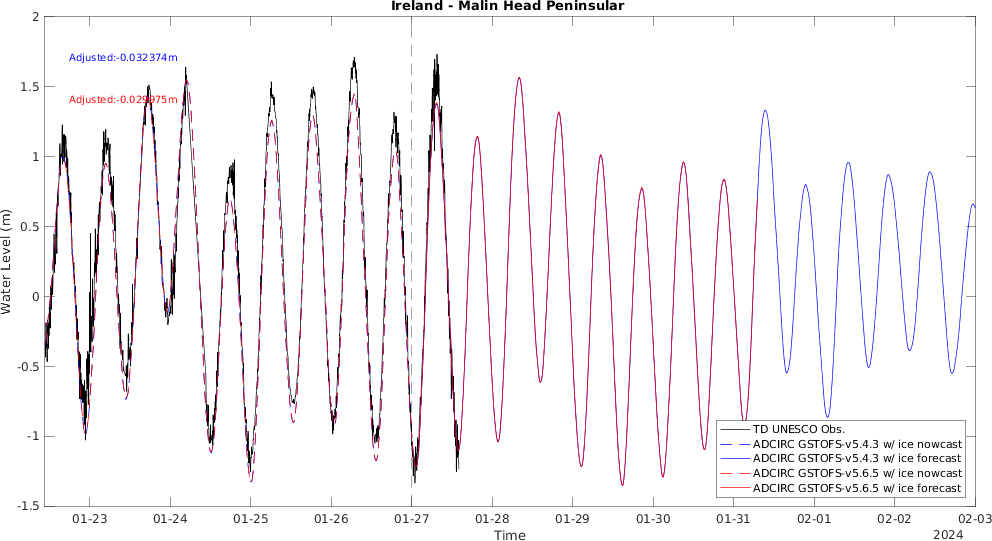 Ireland - Malin Head Peninsular
2
1.5
1
0.5
0
-0.5
-1
-1.5
Water Level (m)
Adjusted:-0.032374m
Adjusted:-0.029975m
TD UNESCO Obs.
ADCIRC GSTOFS-v5.4.3 w/ ice nowcast
ADCIRC GSTOFS-v5.4.3 w/ ice forecast
ADCIRC GSTOFS-v5.6.5 w/ ice nowcast
ADCIRC GSTOFS-v5.6.5 w/ ice forecast
01-23 01-24 01-25 01-26 01-27 01-28 01-29 01-30 01-31 02-01 02-02 02-03
Time
2024